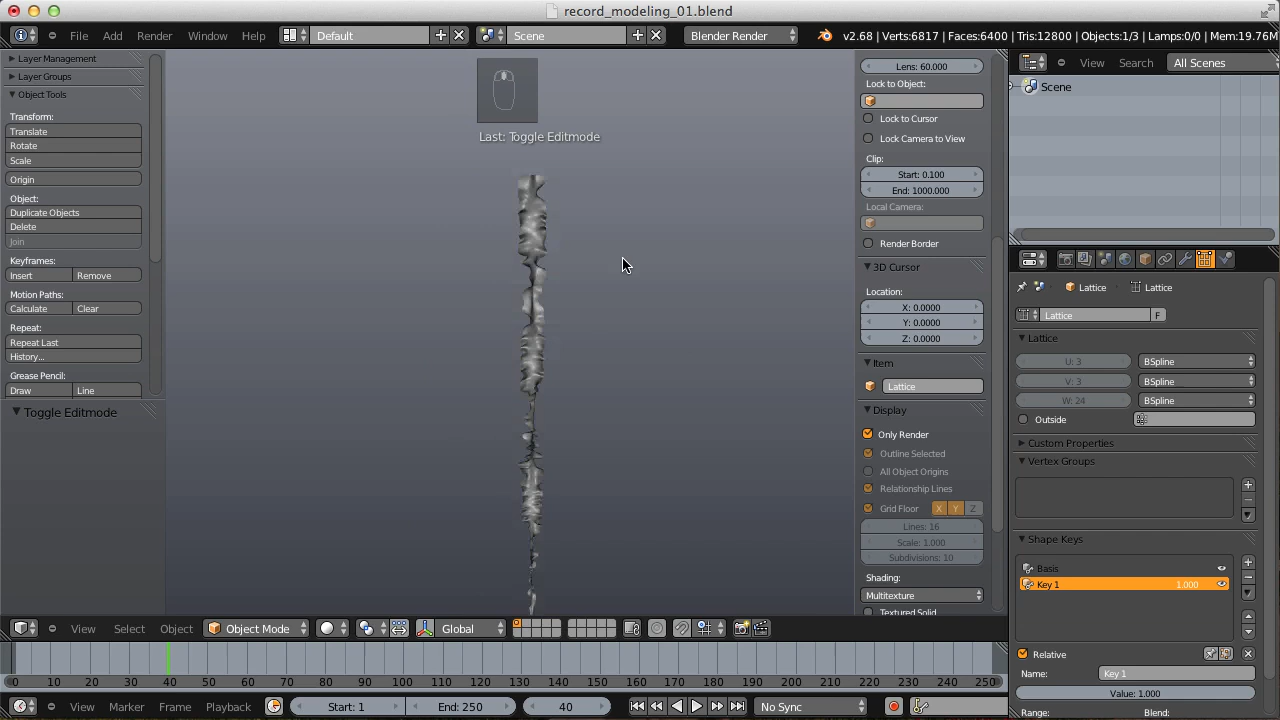 record_modeling_01.blend
File Add Render Window Help Default Scene Blender Render v2.68 | Verts:6817 | Faces:6400 | Tris:12800 | Objects:1/3 | Lamps:0/0 | Mem:19.76M
Layer Management
Layer Groups
Object Tools
Transform:
Translate
Rotate
Scale
Origin
Object:
Duplicate Objects
Delete
Join
Keyframes:
Insert Remove
Motion Paths:
Calculate Clear
Repeat:
Repeat Last
History...
Grease Pencil:
Draw Line
Toggle Editmode
Last: Toggle Editmode
Lens: 60.000
Lock to Object:
Lock to Cursor
Lock Camera to View
Clip:
Start: 0.100
End: 1000.000
Local Camera:
Render Border
3D Cursor
Location:
X: 0.0000
Y: 0.0000
Z: 0.0000
Item
Lattice
Display
Only Render
Outline Selected
All Object Origins
Relationship Lines
Grid Floor X Y Z
Lines: 16
Scale: 1.000
Subdivisions: 10
Shading:
Multitexture
Textured Solid
View Search All Scenes
Scene
Lattice Lattice
Lattice F
Lattice
U: 3 BSpline
V: 3 BSpline
W: 24 BSpline
Outside
Custom Properties
Vertex Groups
Shape Keys
Basis
Key 1 1.000
Relative
Name: Key 1
Value: 1.000
Range: Blend:
View Select Object Object Mode Global
0 10 20 30 40 50 60 70 80 90 100 110 120 130 140 150 160 170 180 190 200 210 220 230 240 250
View Marker Frame Playback Start: 1 End: 250 40 No Sync